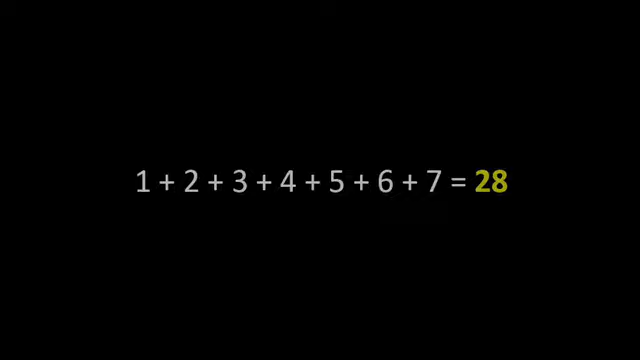 1 + 2 + 3 + 4 + 5 + 6 + 7 = 28